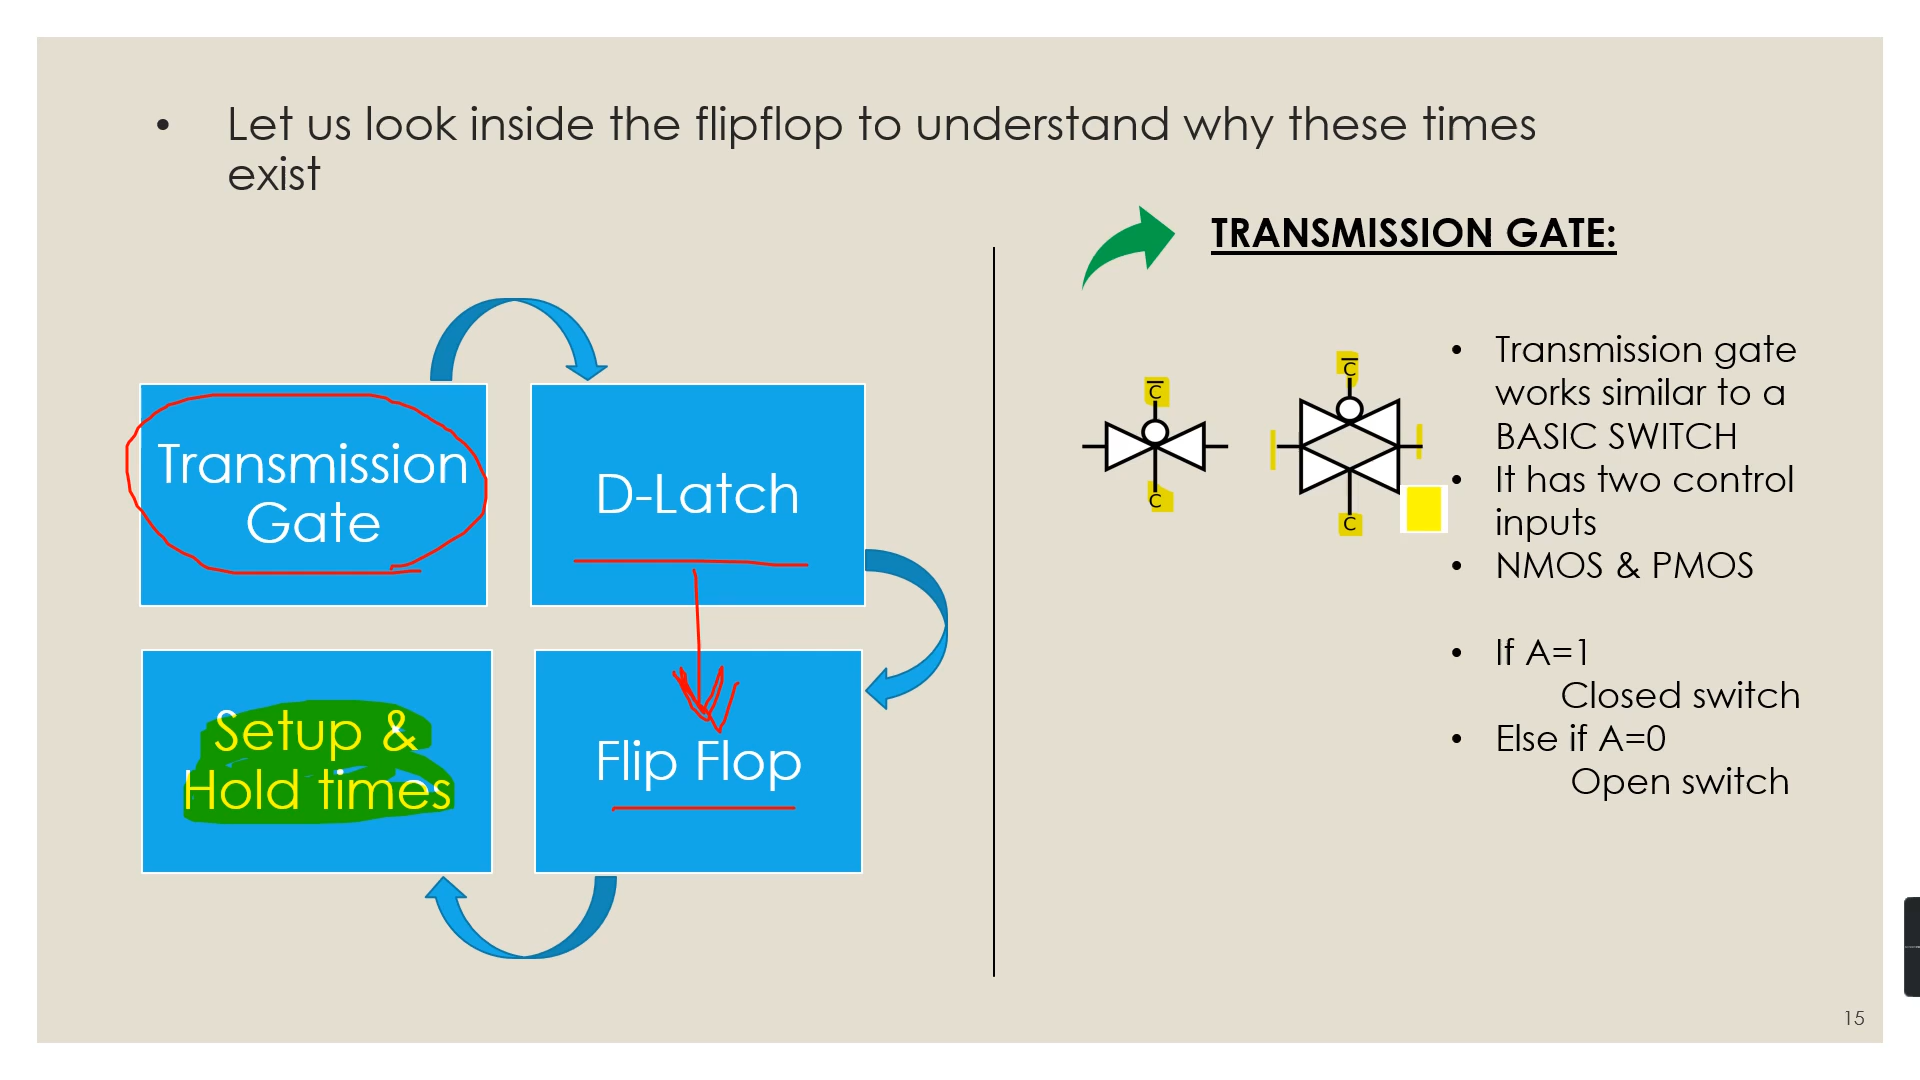 • Let us look inside the flipflop to understand why these times
exist
Transmission
Gate
D-Latch
Setup &
Hold times
Flip Flop
TRANSMISSION GATE:
C̅
C
C̅
C
• Transmission gate
works similar to a
BASIC SWITCH
• It has two control
inputs
• NMOS & PMOS
• If A=1
Closed switch
• Else if A=0
Open switch
15